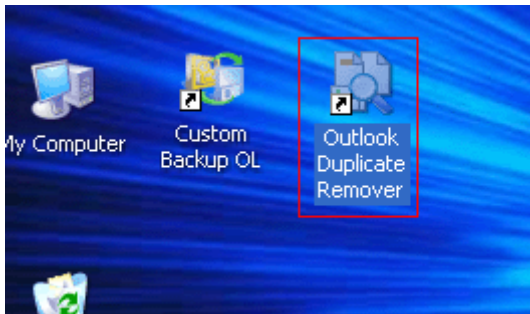 My Computer
Custom
Backup OL
Outlook
Duplicate
Remover